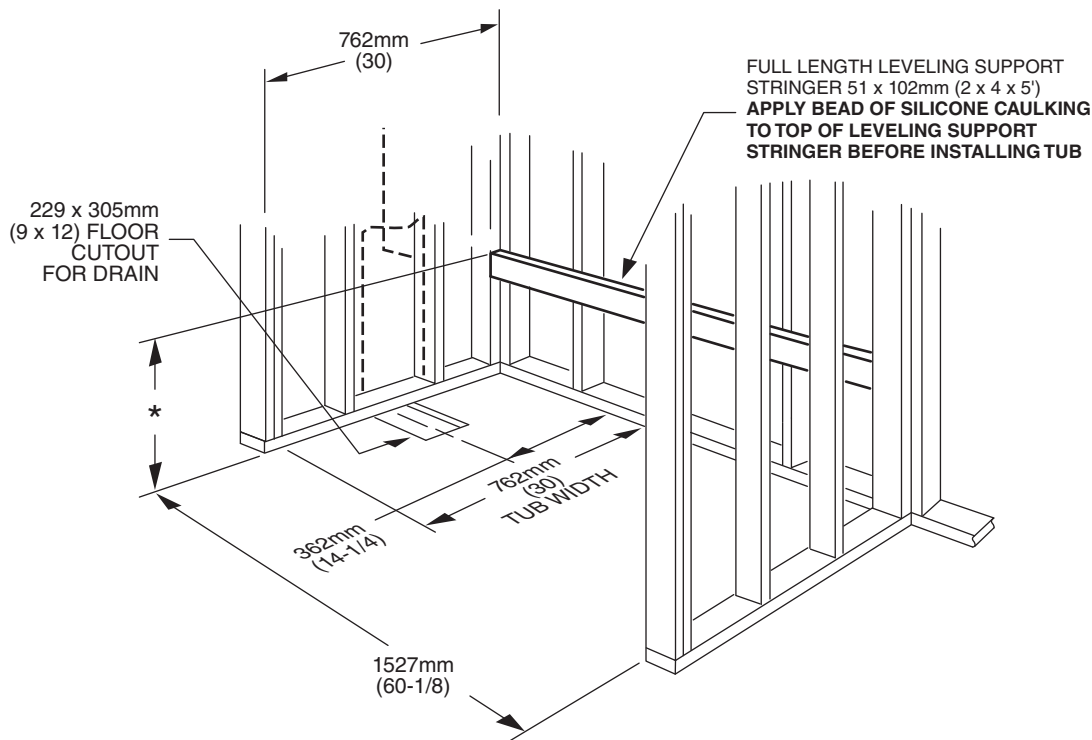 762mm
(30)
FULL LENGTH LEVELING SUPPORT
STRINGER 51 x 102mm (2 x 4 x 5')
APPLY BEAD OF SILICONE CAULKING
TO TOP OF LEVELING SUPPORT
STRINGER BEFORE INSTALLING TUB
229 x 305mm
(9 x 12) FLOOR
CUTOUT
FOR DRAIN
*
762mm
(30)
TUB WIDTH
362mm
(14-1/4)
1527mm
(60-1/8)